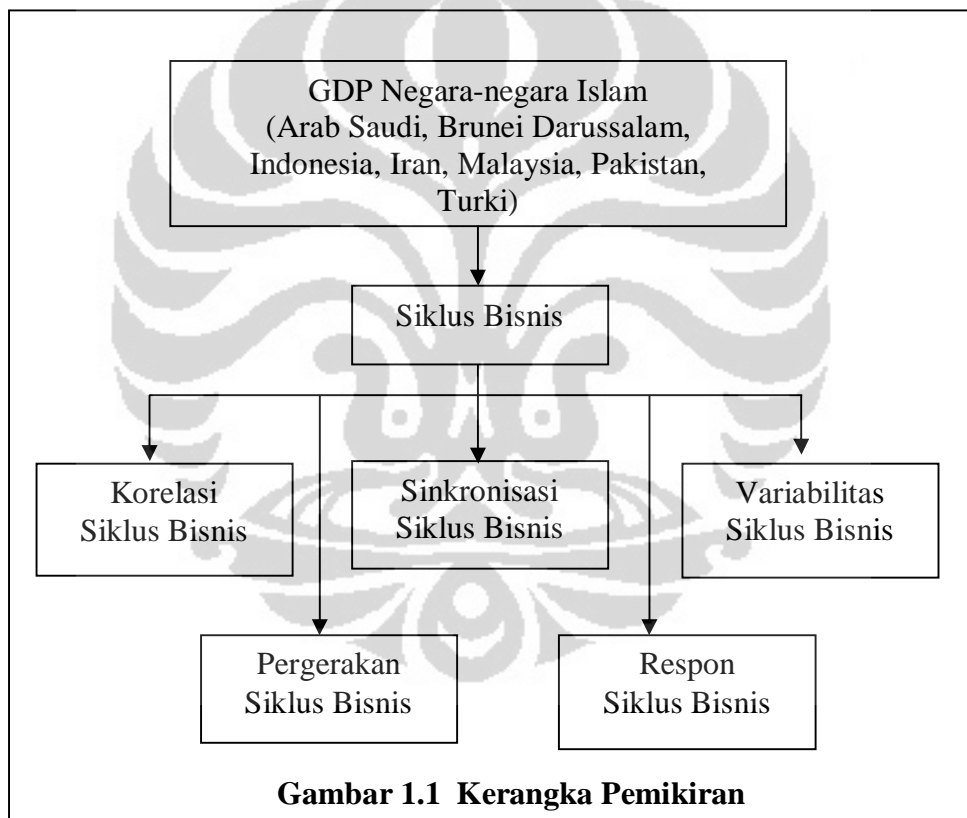 GDP Negara-negara Islam
(Arab Saudi, Brunei Darussalam,
Indonesia, Iran, Malaysia, Pakistan,
Turki)
Siklus Bisnis
Korelasi
Siklus Bisnis
Sinkronisasi
Siklus Bisnis
Variabilitas
Siklus Bisnis
Pergerakan
Siklus Bisnis
Respon
Siklus Bisnis
Gambar 1.1 Kerangka Pemikiran